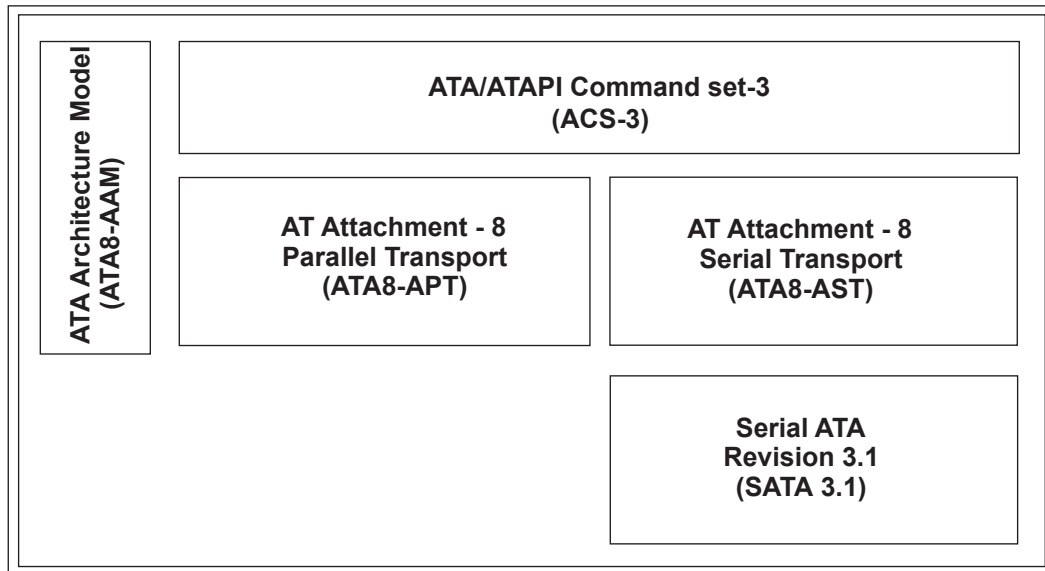 ATA Architecture Model
(ATA8-AAM)
ATA/ATAPI Command set-3
(ACS-3)
AT Attachment - 8
Parallel Transport
(ATA8-APT)
AT Attachment - 8
Serial Transport
(ATA8-AST)
Serial ATA
Revision 3.1
(SATA 3.1)